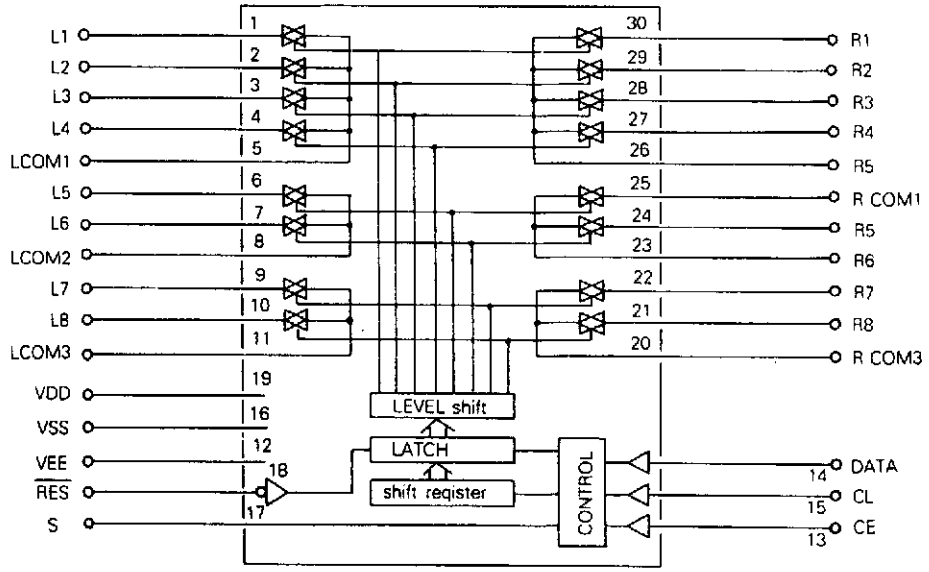 L1 1 30 R1
L2 2 29 R2
L3 3 28 R3
L4 4 27 R4
LCOM1 5 26 R5
L5 6 25 R COM1
L6 7 24 R5
LCOM2 8 23 R6
L7 9 22 R7
L8 10 21 R8
LCOM3 11 20 R COM3
VDD 19
LEVEL shift
VSS 16
VEE 12
LATCH
CONTROL
14 DATA
RES 18
shift register
15 CL
S 17
13 CE